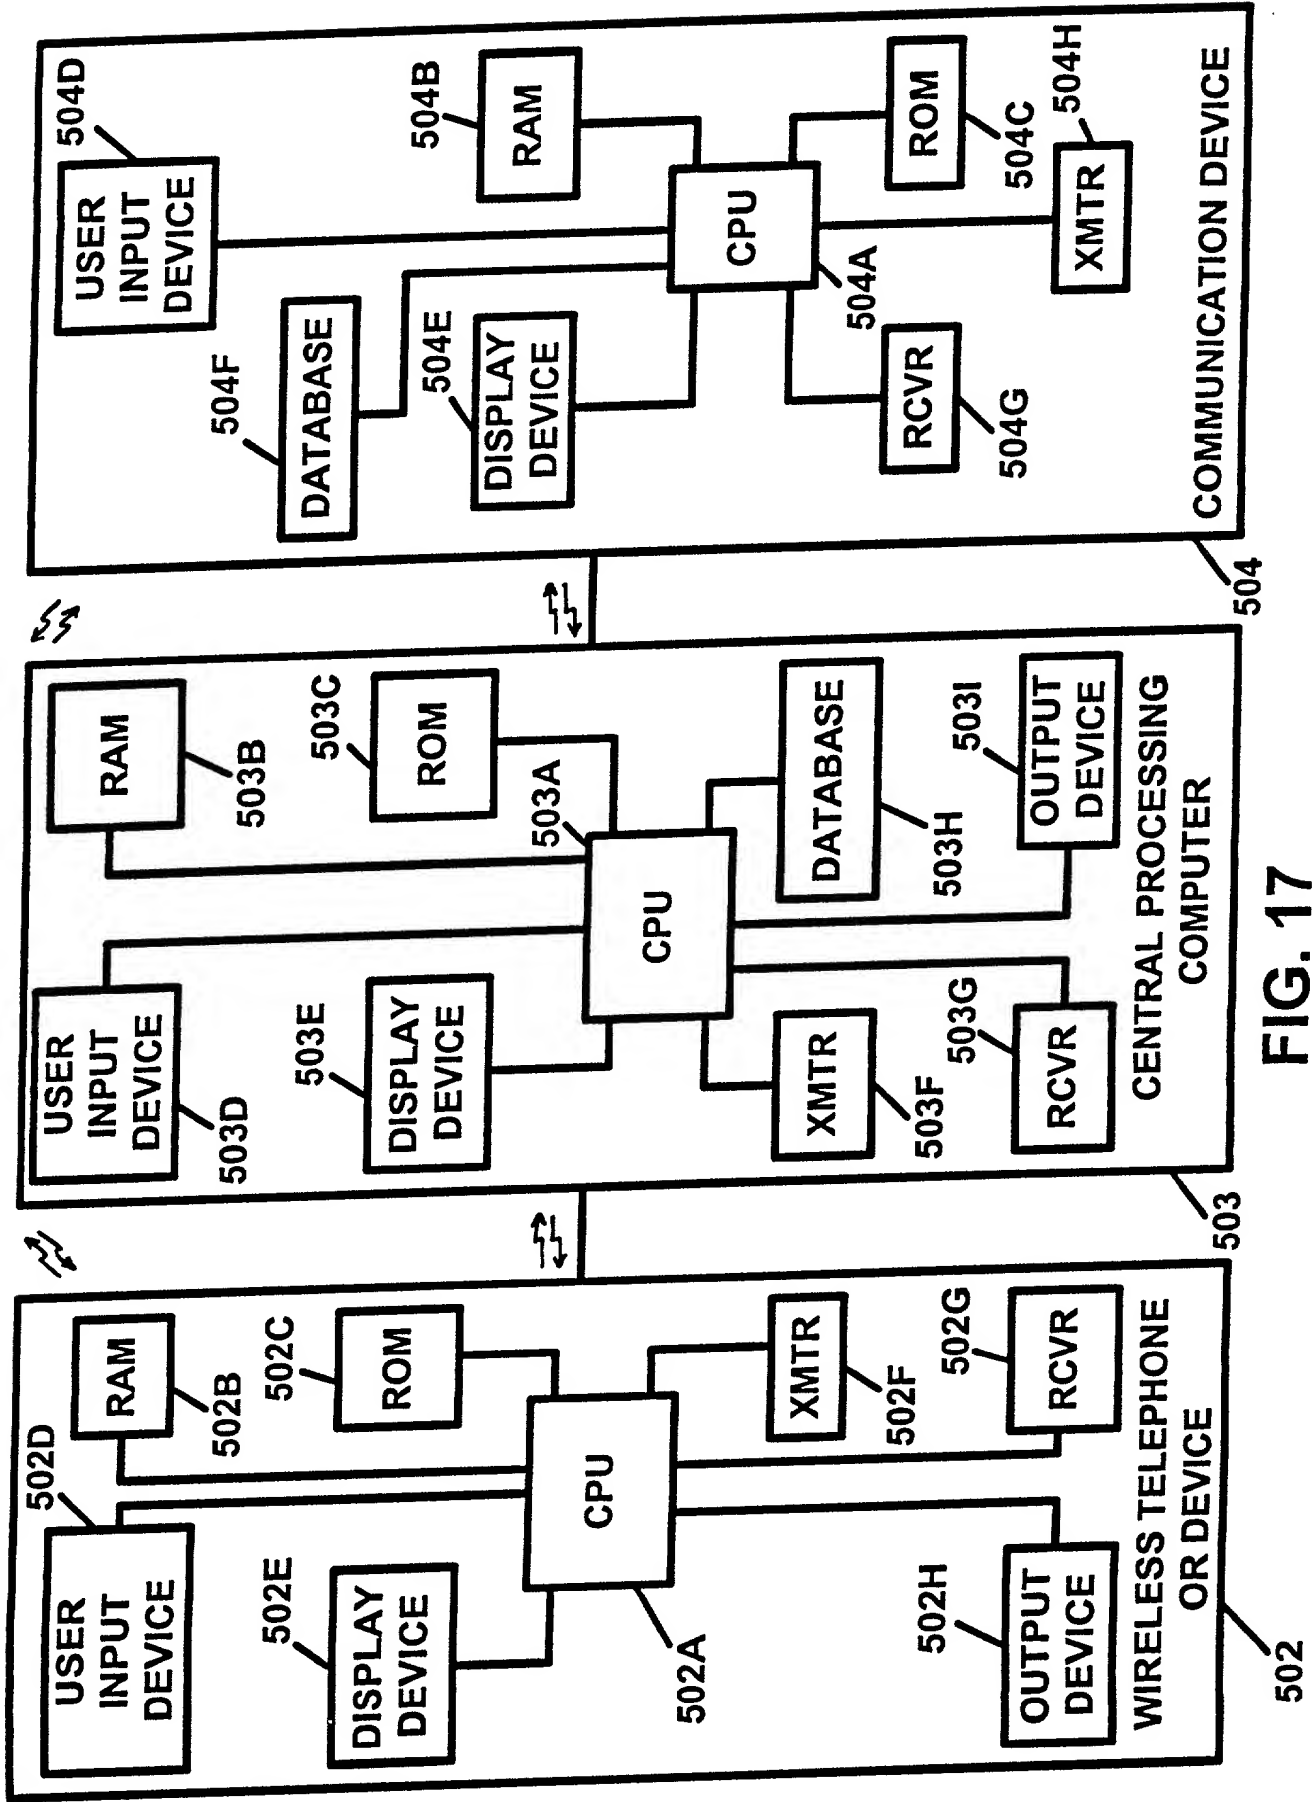 502D
USER
INPUT
DEVICE
RAM
502B
502E
DISPLAY
DEVICE
502C
ROM
CPU
502A
XMTR
502F
502H
OUTPUT
DEVICE
502G
RCVR
WIRELESS TELEPHONE
OR DEVICE
502
USER
INPUT
DEVICE
503D
RAM
503B
503E
DISPLAY
DEVICE
503C
ROM
503A
CPU
XMTR
503F
DATABASE
503H
503G
RCVR
503I
OUTPUT
DEVICE
CENTRAL PROCESSING
COMPUTER
503
504D
USER
INPUT
DEVICE
504F
DATABASE
504E
DISPLAY
DEVICE
504B
RAM
CPU
504A
RCVR
504G
ROM
504C
XMTR
504H
COMMUNICATION DEVICE
504
FIG. 17